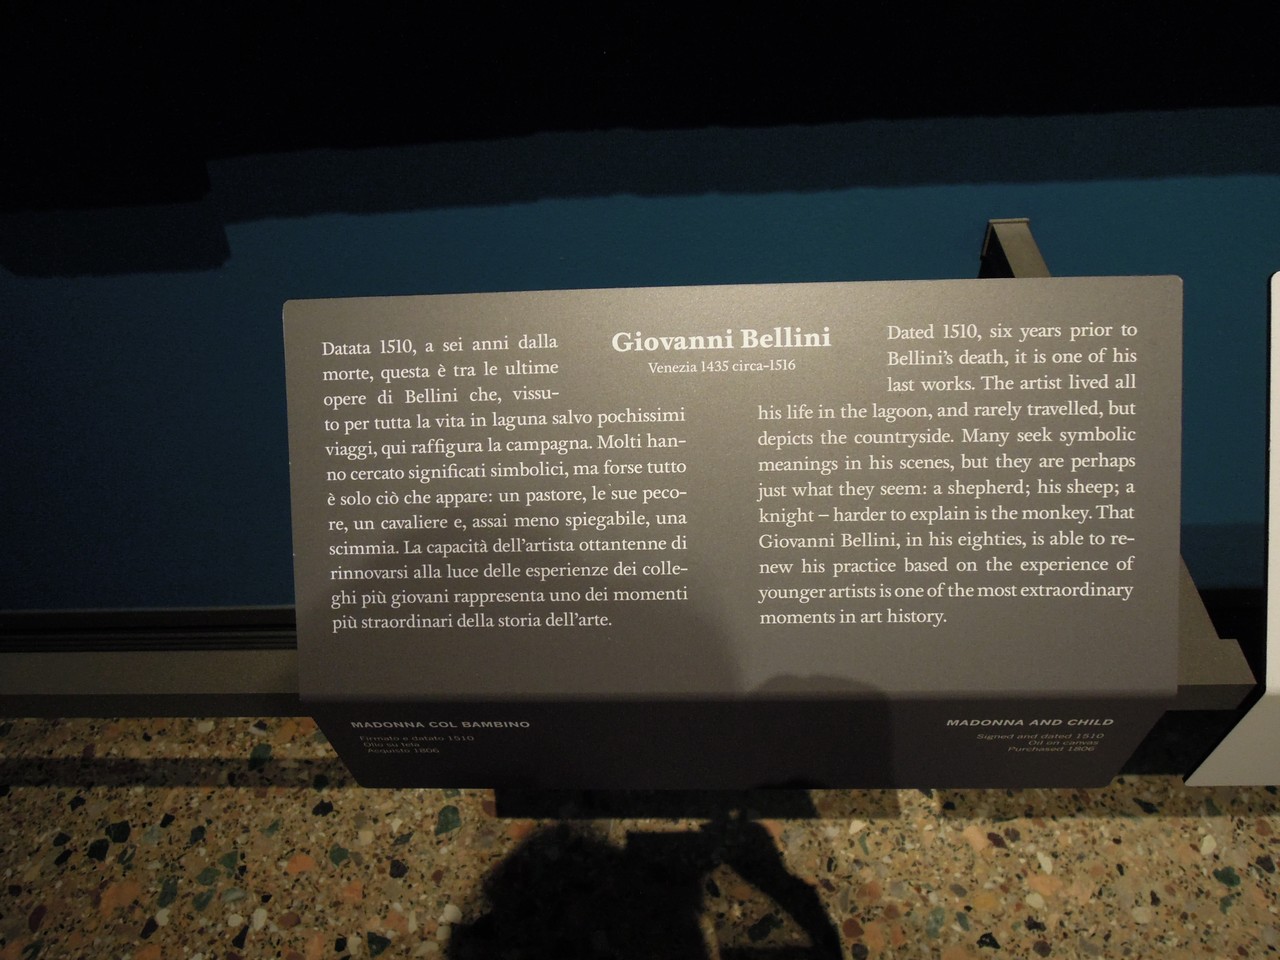 Giovanni Bellini
Venezia 1435 circa–1516
Datata 1510, a sei anni dalla
morte, questa è tra le ultime
opere di Bellini che, vissu-
to per tutta la vita in laguna salvo pochissimi
viaggi, qui raffigura la campagna. Molti han-
no cercato significati simbolici, ma forse tutto
è solo ciò che appare: un pastore, le sue peco-
re, un cavaliere e, assai meno spiegabile, una
scimmia. La capacità dell'artista ottantenne di
rinnovarsi alla luce delle esperienze dei colle-
ghi più giovani rappresenta uno dei momenti
più straordinari della storia dell'arte.
Dated 1510, six years prior to
Bellini's death, it is one of his
last works. The artist lived all
his life in the lagoon, and rarely travelled, but
depicts the countryside. Many seek symbolic
meanings in his scenes, but they are perhaps
just what they seem: a shepherd; his sheep; a
knight – harder to explain is the monkey. That
Giovanni Bellini, in his eighties, is able to re-
new his practice based on the experience of
younger artists is one of the most extraordinary
moments in art history.
MADONNA COL BAMBINO
Firmato e datato 1510
Olio su tela
Acquisto 1806
MADONNA AND CHILD
Signed and dated 1510
Oil on canvas
Purchased 1806